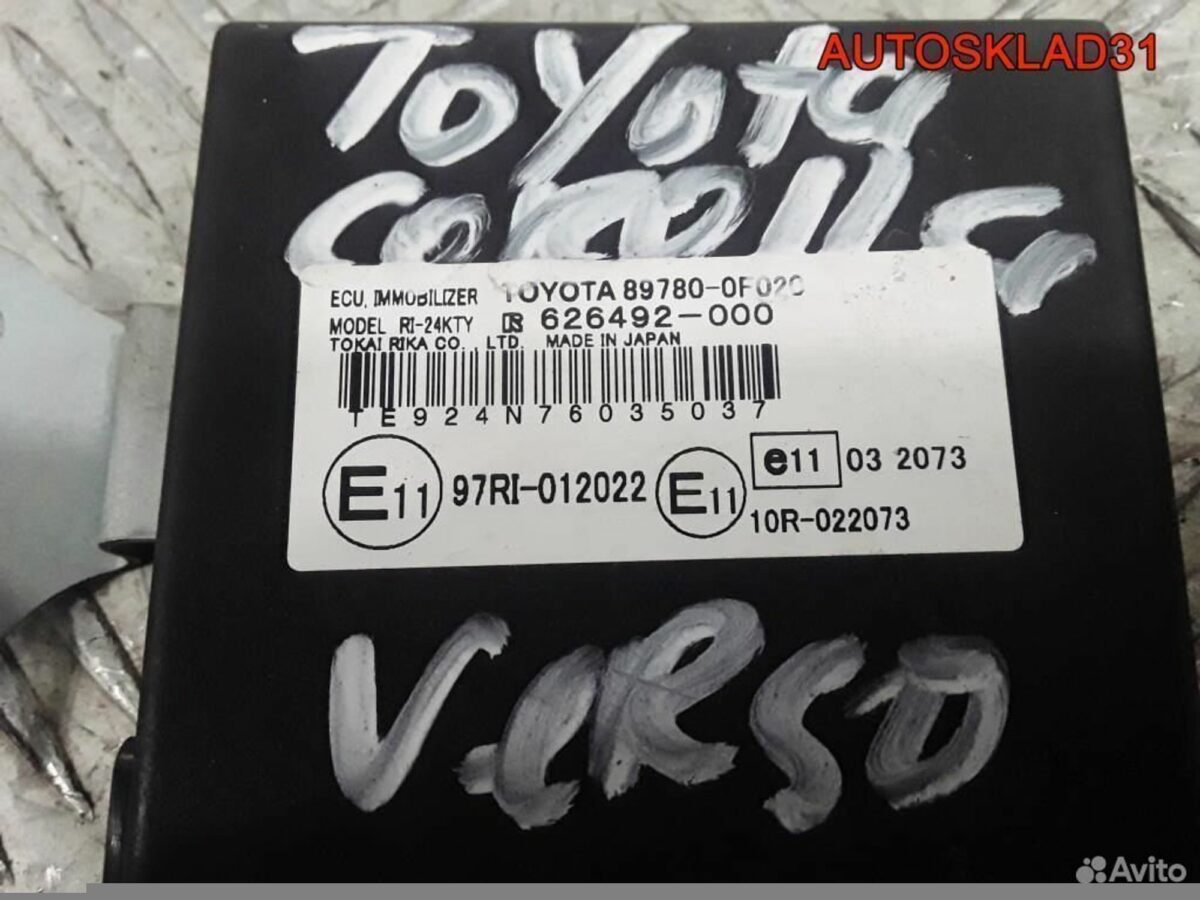 AUTOSKLAD31
TOYOTA
COROLLA
ECU, IMMOBILIZER TOYOTA 89780-0F020
MODEL RI-24KTY 626492-000
TOKAI RIKA CO. LTD. MADE IN JAPAN
TE924N76035037
E11 97RI-012022 E11 e11 03 2073
10R-022073
VERSO
Avito